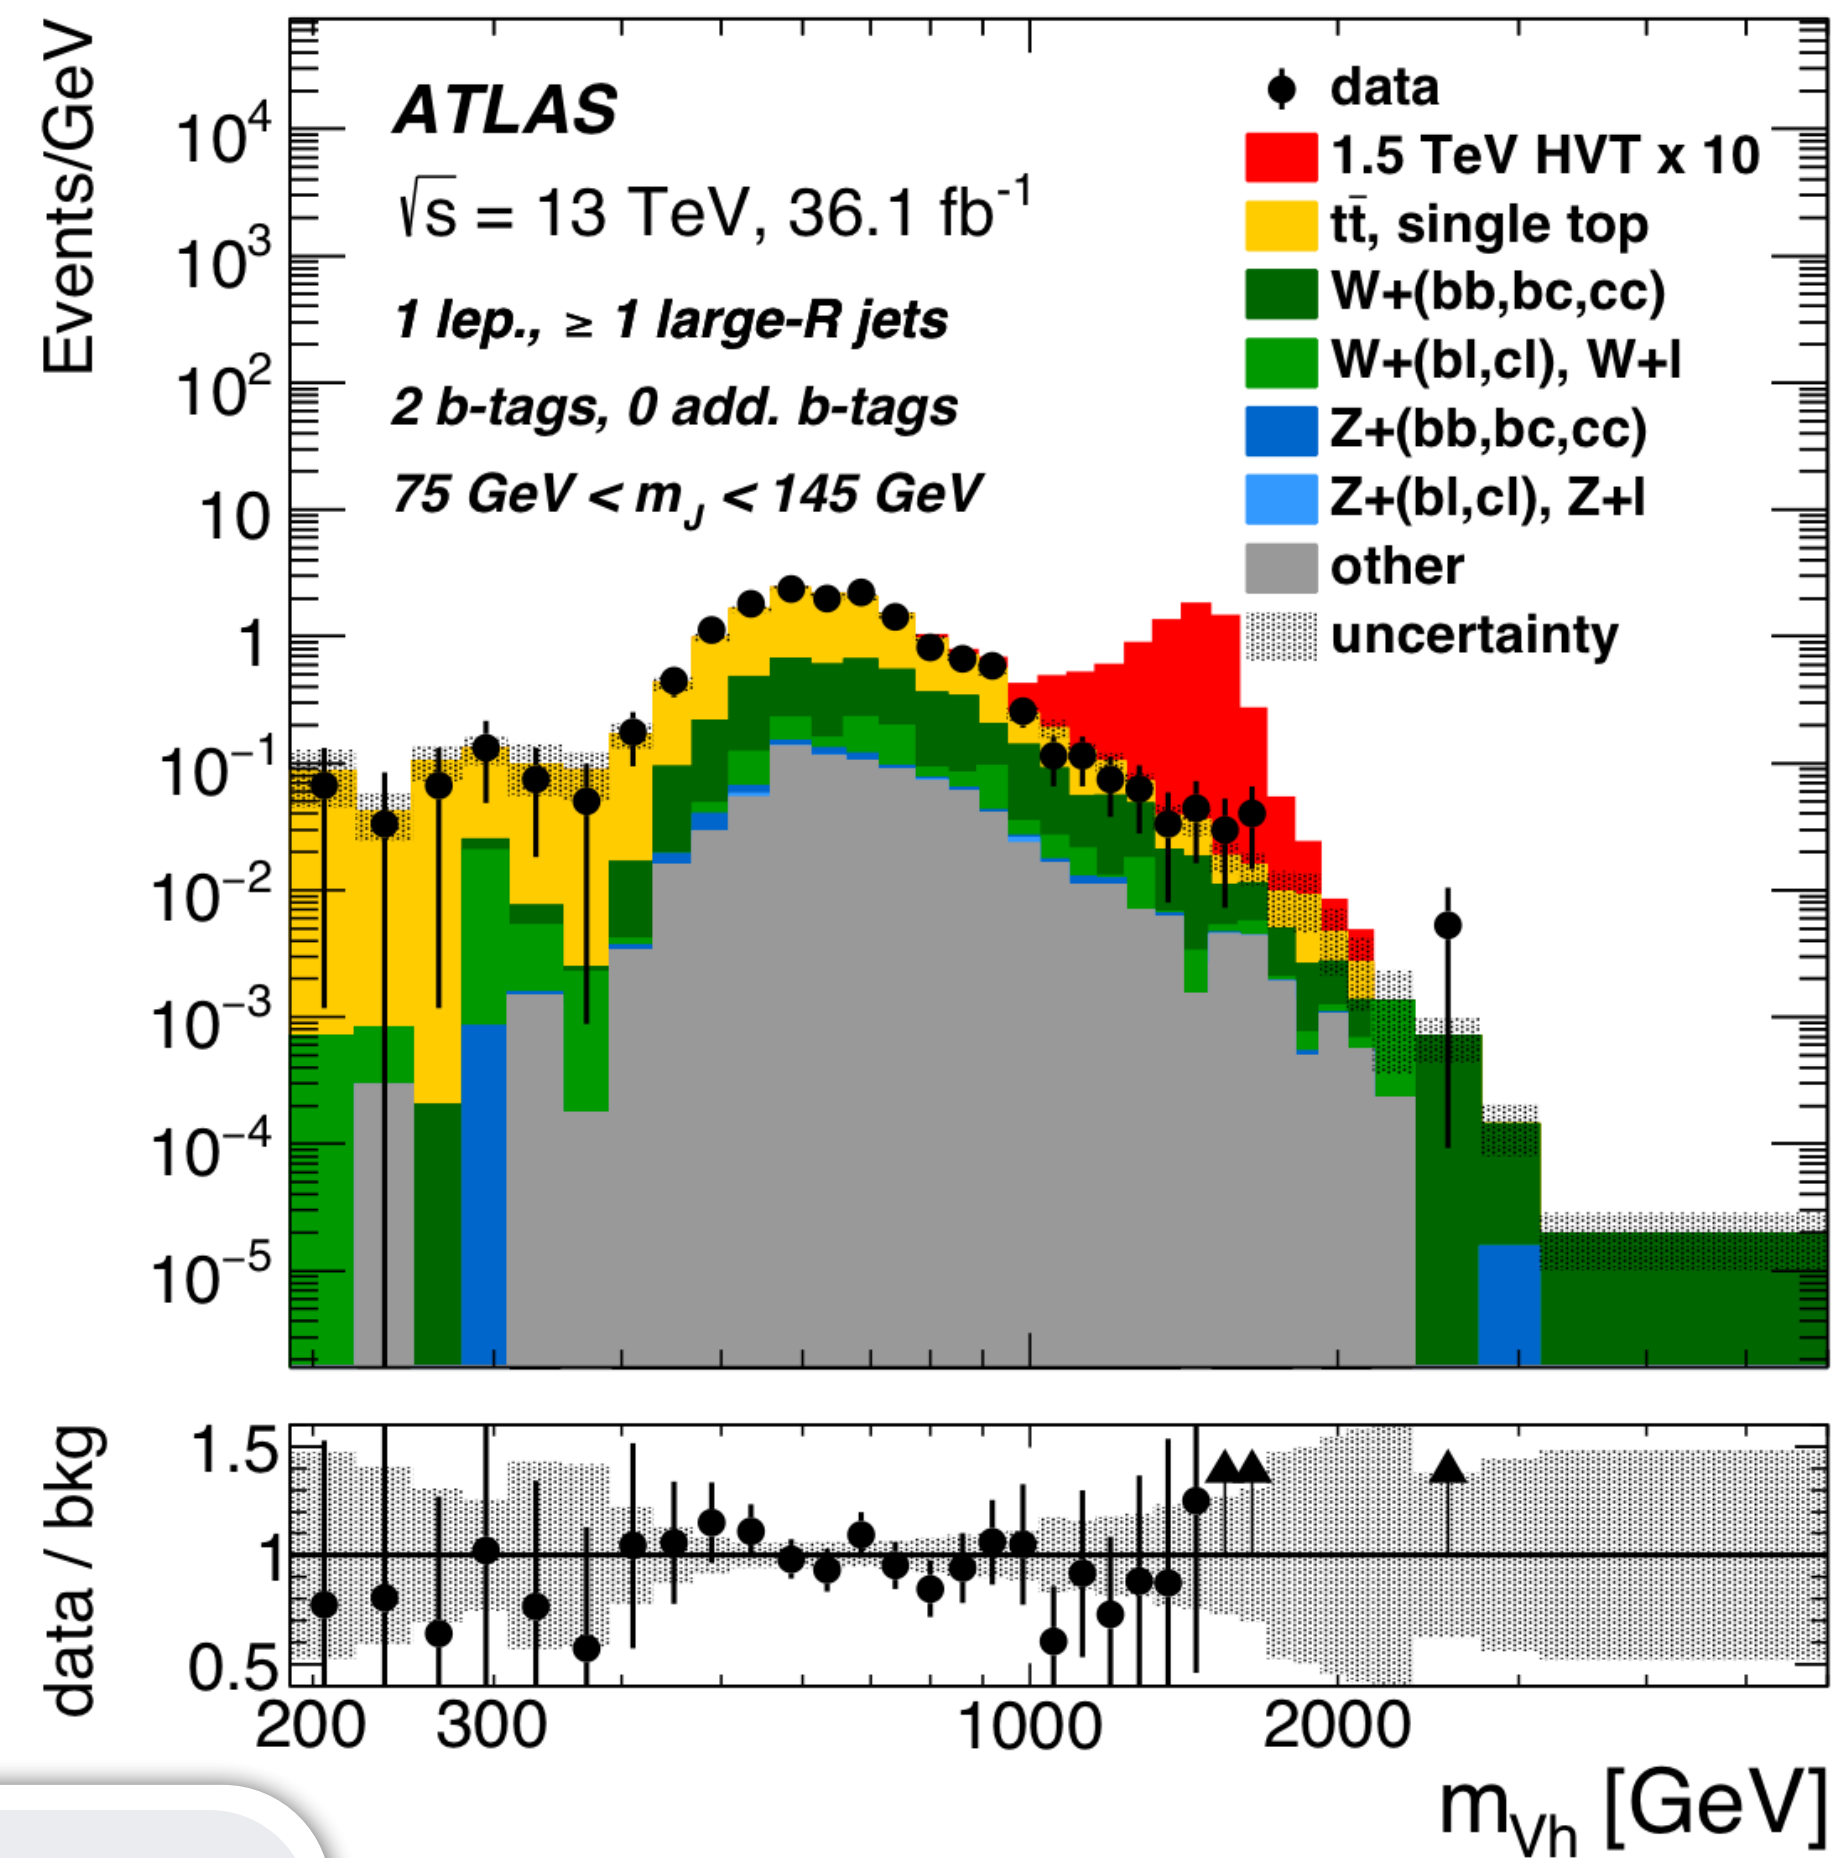 Events/GeV
10⁴
10³
10²
10
1
10⁻¹
10⁻²
10⁻³
10⁻⁴
10⁻⁵
ATLAS
√s = 13 TeV, 36.1 fb⁻¹
1 lep., ≥ 1 large-R jets
2 b-tags, 0 add. b-tags
75 GeV < m_J < 145 GeV
data
1.5 TeV HVT x 10
tt̄, single top
W+(bb,bc,cc)
W+(bl,cl), W+l
Z+(bb,bc,cc)
Z+(bl,cl), Z+l
other
uncertainty
data / bkg
1.5
1
0.5
200 300 1000 2000
m_Vh [GeV]